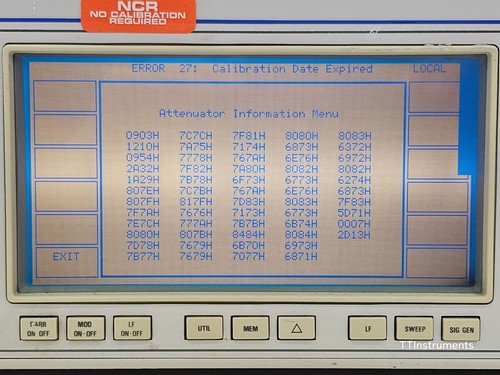 NCR
NO CALIBRATION
REQUIRED
ERROR 27: Calibration Date Expired LOCAL
Attenuator Information Menu
0903H 7C7CH 7F81H 8080H 8083H
1210H 7A75H 7174H 6873H 6372H
0954H 7778H 767AH 6E76H 6972H
2A32H 7F82H 7A80H 8082H 8082H
1A29H 7B78H 6F73H 6773H 6274H
807EH 7C7BH 767AH 6E76H 6873H
807FH 817FH 7D83H 8083H 7F83H
7F7AH 7676H 7173H 6773H 5D71H
7E7CH 777AH 7B7BH 6B74H 0007H
8080H 807BH 8484H 8084H 2D13H
7D78H 7679H 6B70H 6973H
EXIT 7B77H 7679H 7077H 6871H
CARR
ON OFF
MOD
ON-OFF
LF
ON-OFF
UTIL
MEM
LF
SWEEP
SIG GEN
TTInstruments